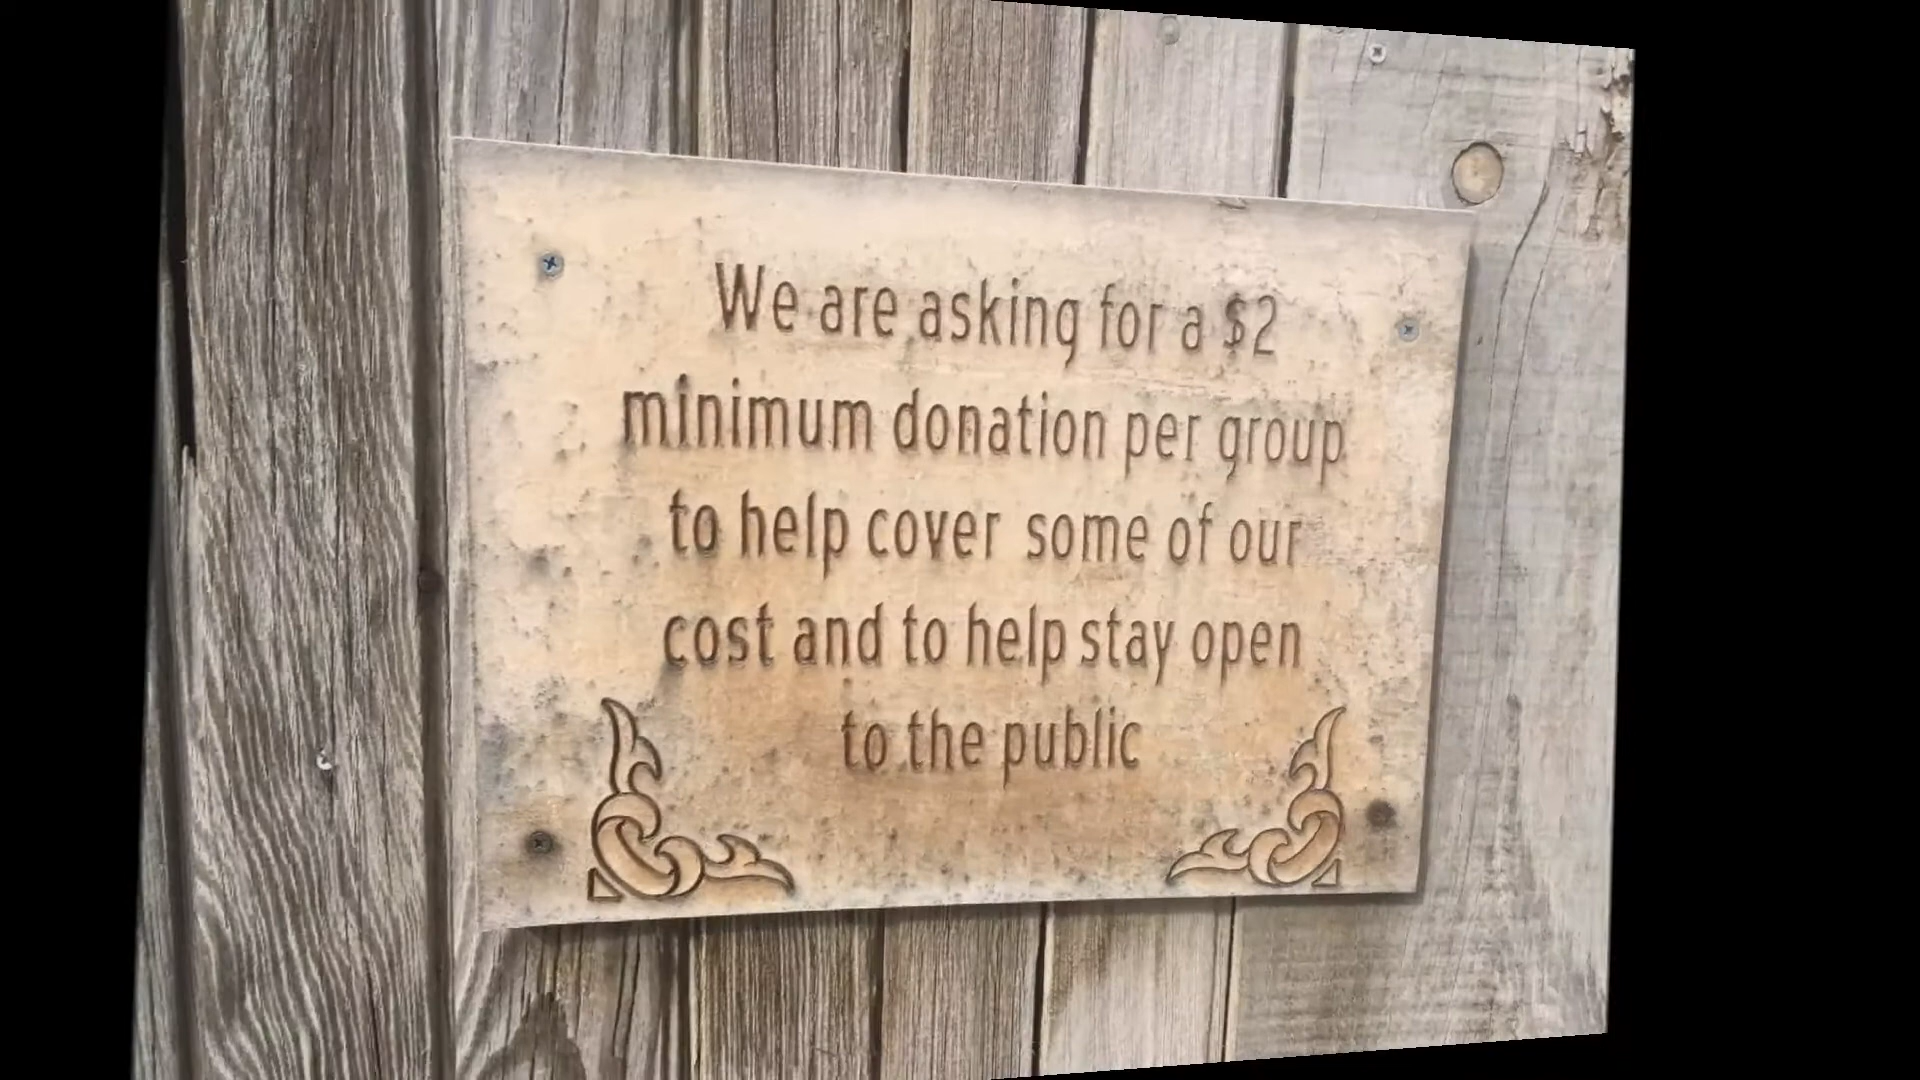 We are asking for a $2
minimum donation per group
to help cover some of our
cost and to help stay open
to the public